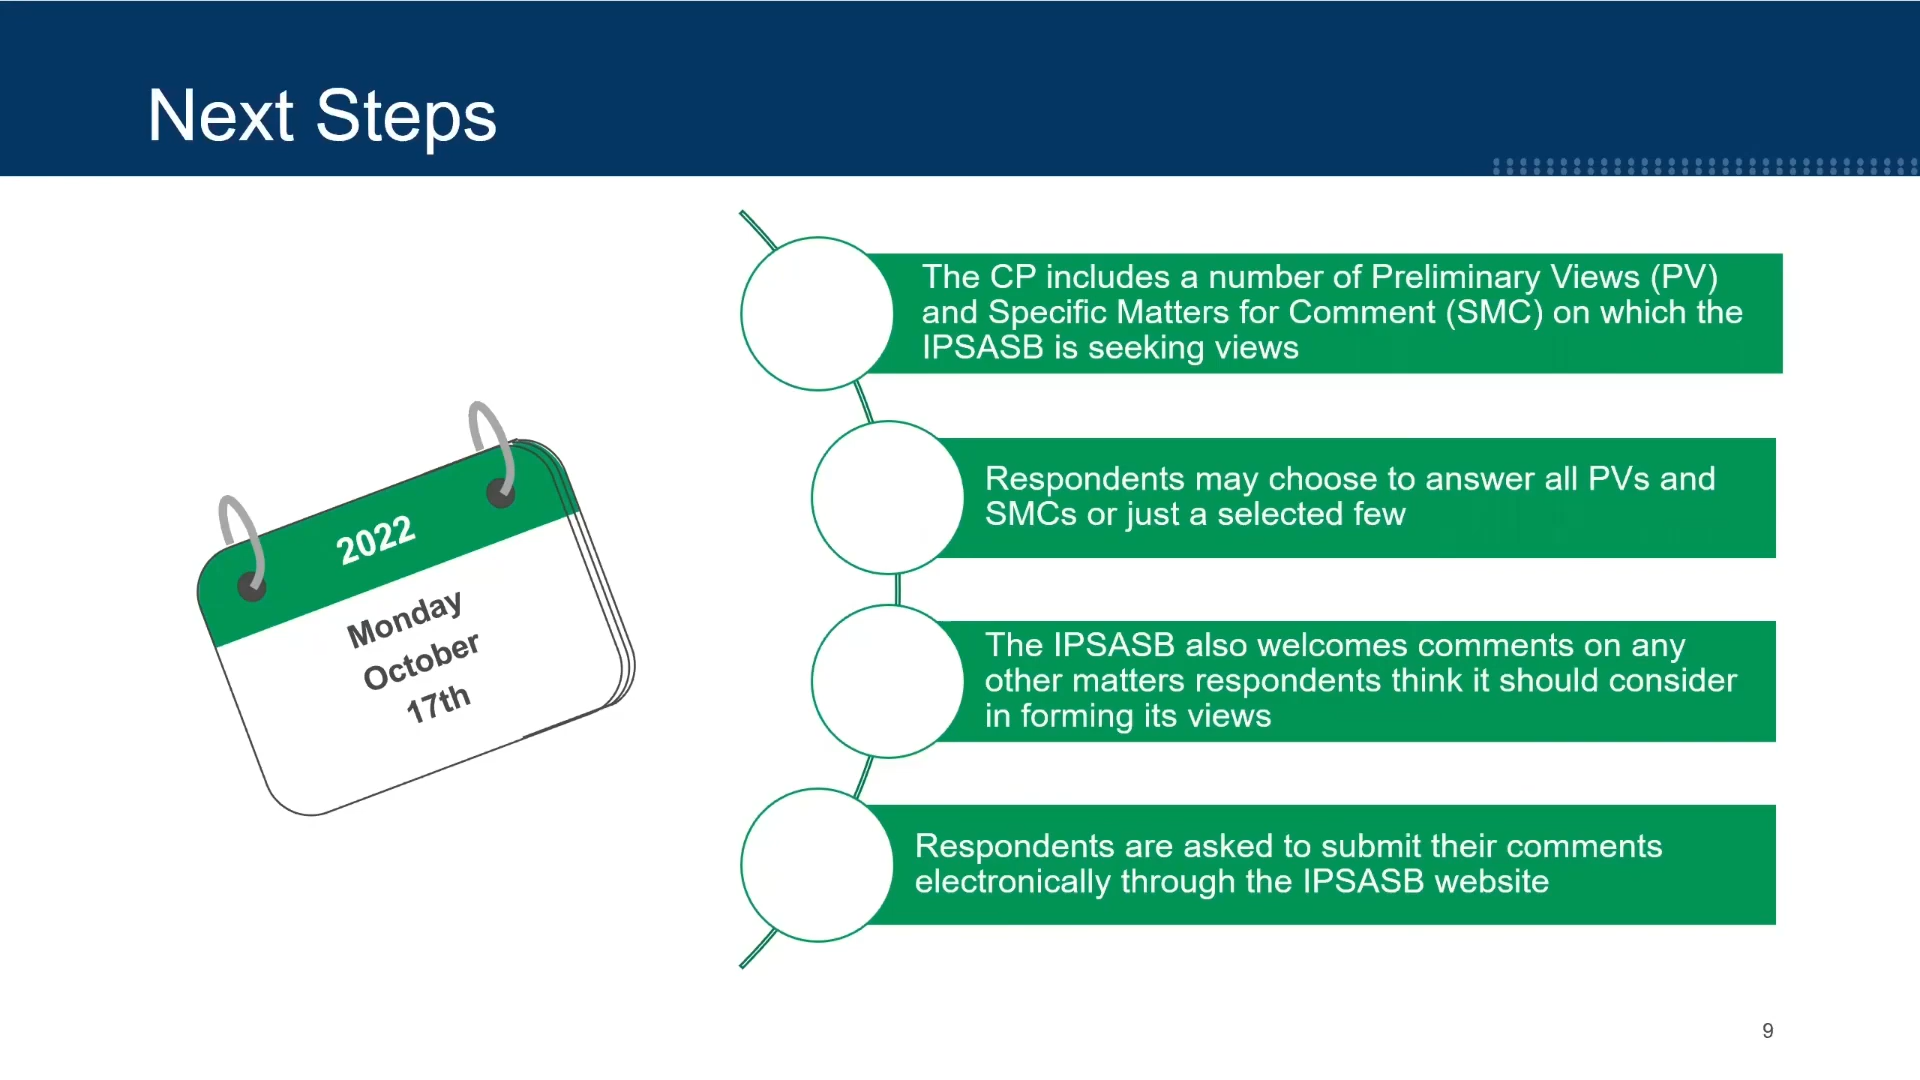 Next Steps
2022
Monday
October
17th
The CP includes a number of Preliminary Views (PV)
and Specific Matters for Comment (SMC) on which the
IPSASB is seeking views
Respondents may choose to answer all PVs and
SMCs or just a selected few
The IPSASB also welcomes comments on any
other matters respondents think it should consider
in forming its views
Respondents are asked to submit their comments
electronically through the IPSASB website
9